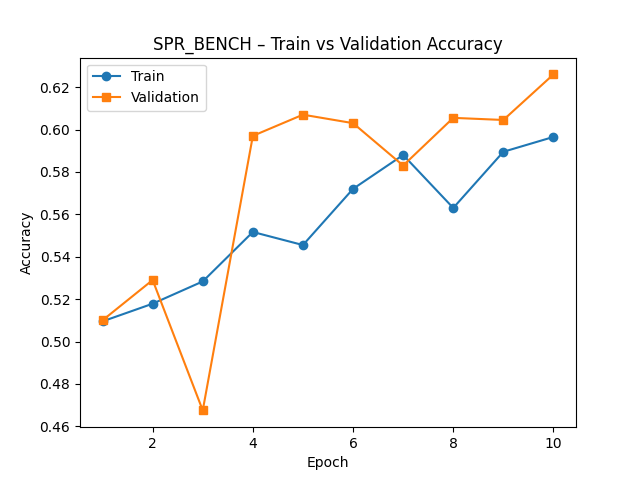 SPR_BENCH – Train vs Validation Accuracy
Train
Validation
0.62
0.60
0.58
0.56
0.54
0.52
0.50
0.48
0.46
Accuracy
2 4 6 8 10
Epoch